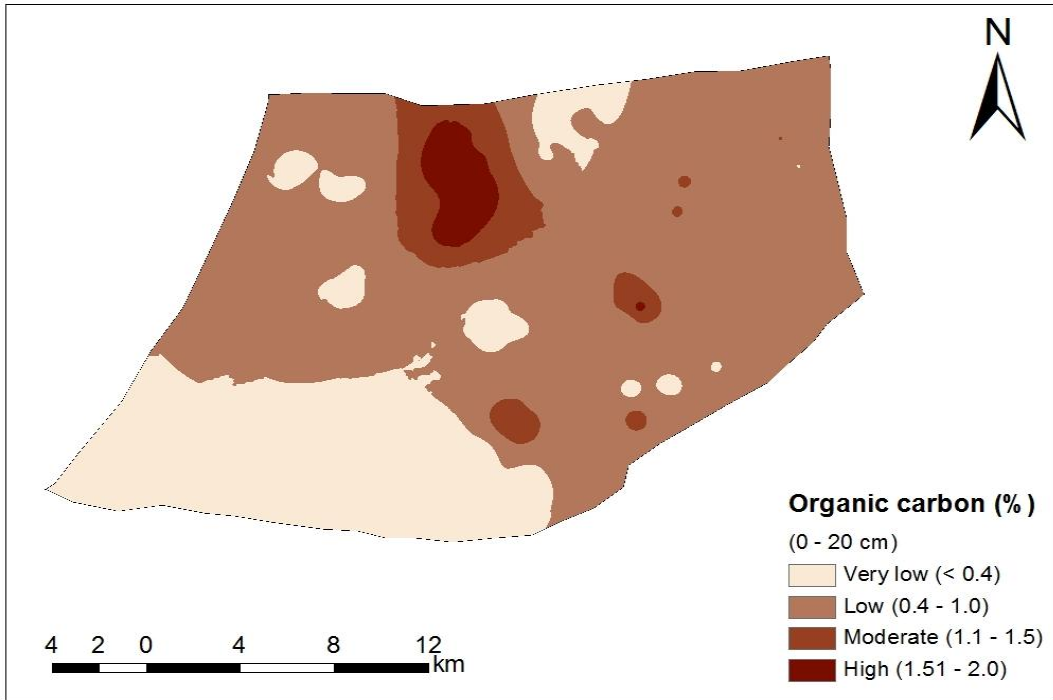 N
Organic carbon (%)
(0 - 20 cm)
Very low (< 0.4)
Low (0.4 - 1.0)
Moderate (1.1 - 1.5)
High (1.51 - 2.0)
4 2 0 4 8 12
km